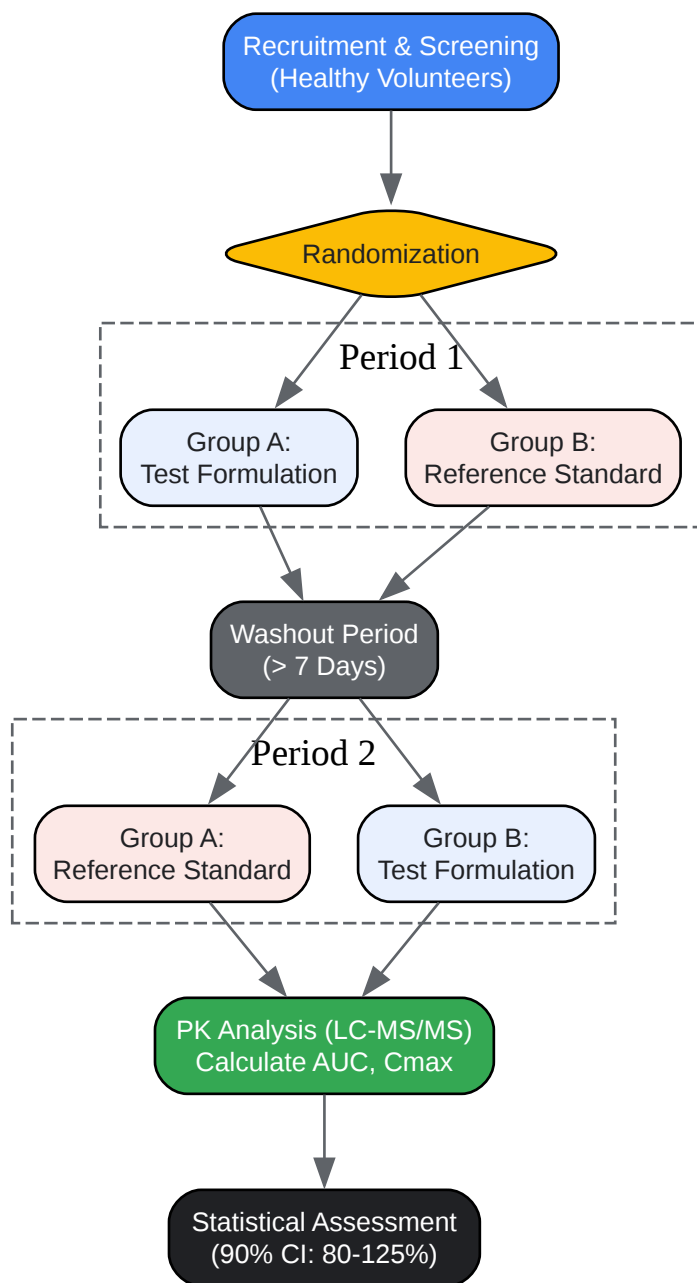 Recruitment & Screening
(Healthy Volunteers)
Randomization
Period 1
Group A:
Test Formulation
Group B:
Reference Standard
Washout Period
(> 7 Days)
Period 2
Group A:
Reference Standard
Group B:
Test Formulation
PK Analysis (LC-MS/MS)
Calculate AUC, Cmax
Statistical Assessment
(90% CI: 80-125%)